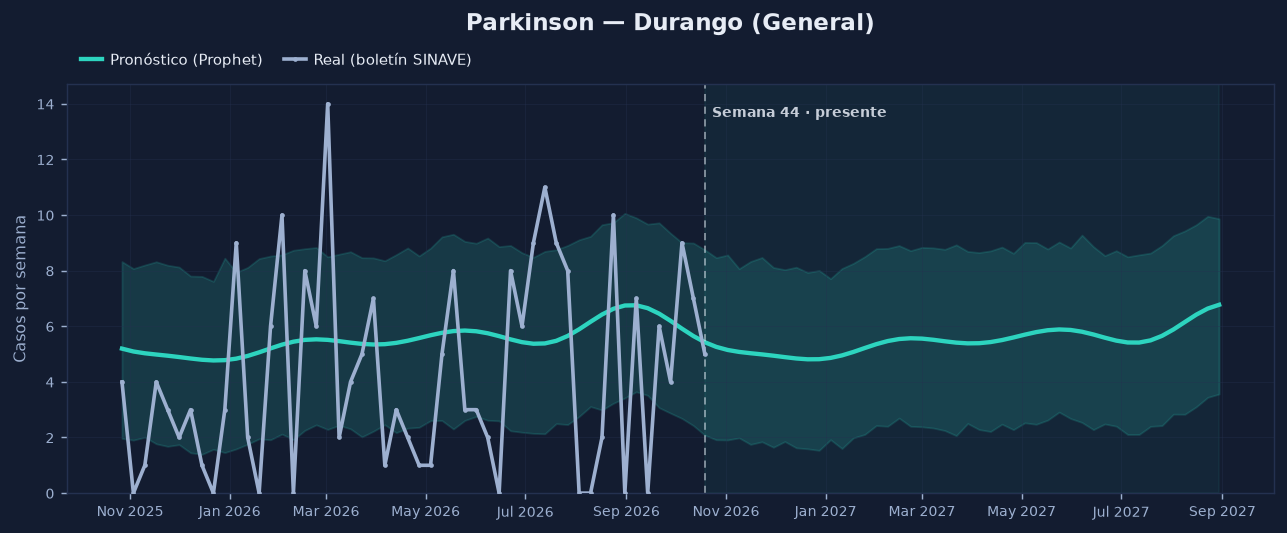 Parkinson — Durango (General)
Pronóstico (Prophet)
Real (boletín SINAVE)
Semana 44 · presente
Casos por semana
14
12
10
8
6
4
2
0
Nov 2025
Jan 2026
Mar 2026
May 2026
Jul 2026
Sep 2026
Nov 2026
Jan 2027
Mar 2027
May 2027
Jul 2027
Sep 2027